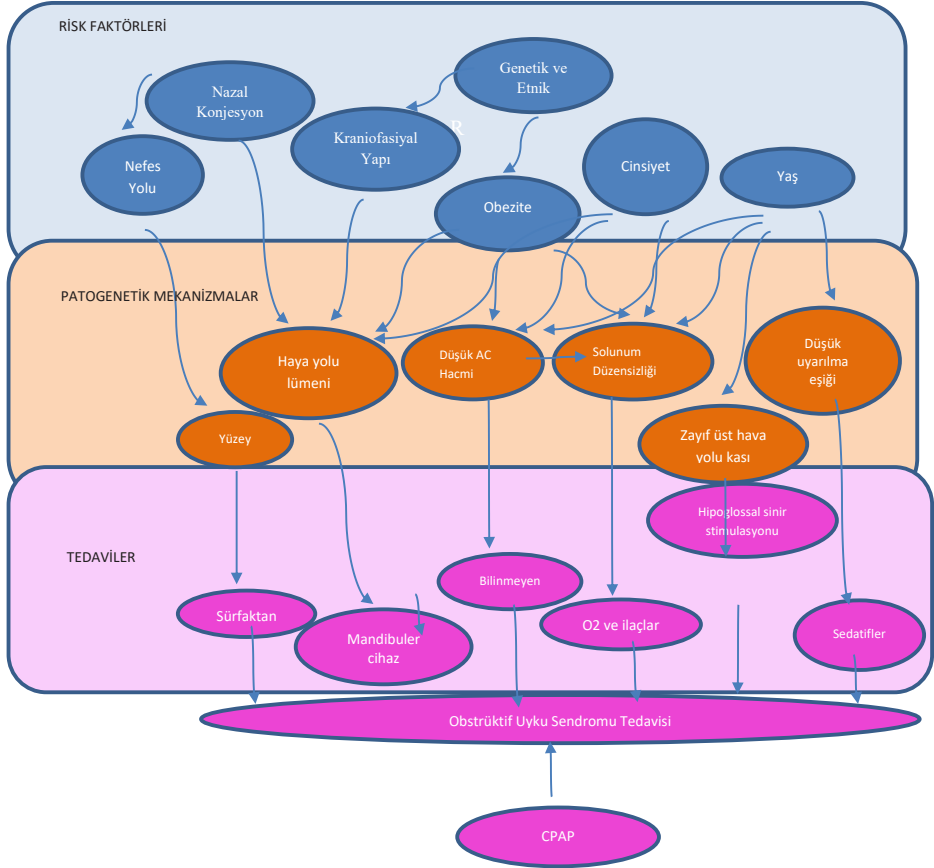 RİSK FAKTÖRLERİ
Genetik ve
Etnik
Nazal
Konjesyon
R
Kraniofasiyal
Yapı
Nefes
Yolu
Cinsiyet
Yaş
Obezite
PATOGENETİK MEKANİZMALAR
Haya yolu
lümeni
Düşük AC
Hacmi
Solunum
Düzensizliği
Düşük
uyarılma
eşiği
Yüzey
Zayıf üst hava
yolu kası
TEDAVİLER
Hipoglossal sinir
stimulasyonu
Bilinmeyen
Sürfaktan
Mandibuler
cihaz
O2 ve ilaçlar
Sedatifler
Obstrüktif Uyku Sendromu Tedavisi
CPAP